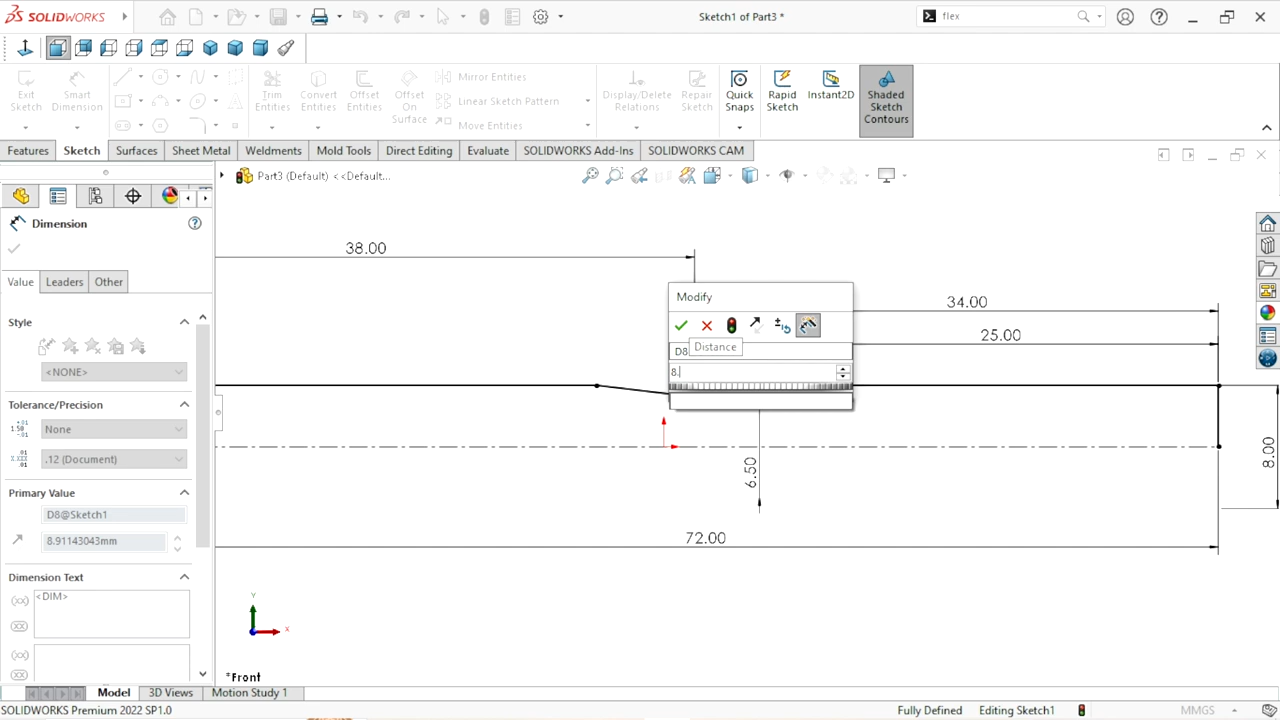 SOLIDWORKS
Sketch1 of Part3 *
flex
Exit Sketch
Smart Dimension
Trim Entities
Convert Entities
Offset Entities
Offset On Surface
Mirror Entities
Linear Sketch Pattern
Move Entities
Display/Delete Relations
Repair Sketch
Quick Snaps
Rapid Sketch
Instant2D
Shaded Sketch Contours
Features
Sketch
Surfaces
Sheet Metal
Weldments
Mold Tools
Direct Editing
Evaluate
SOLIDWORKS Add-Ins
SOLIDWORKS CAM
Part3 (Default) <<Default...
Dimension
Value
Leaders
Other
Style
<NONE>
Tolerance/Precision
None
.12 (Document)
Primary Value
D8@Sketch1
8.91143043mm
Dimension Text
<DIM>
38.00
Modify
D8
Distance
8.
34.00
25.00
6.50
8.00
72.00
Y
X
*Front
Model
3D Views
Motion Study 1
SOLIDWORKS Premium 2022 SP1.0
Fully Defined
Editing Sketch1
MMGS